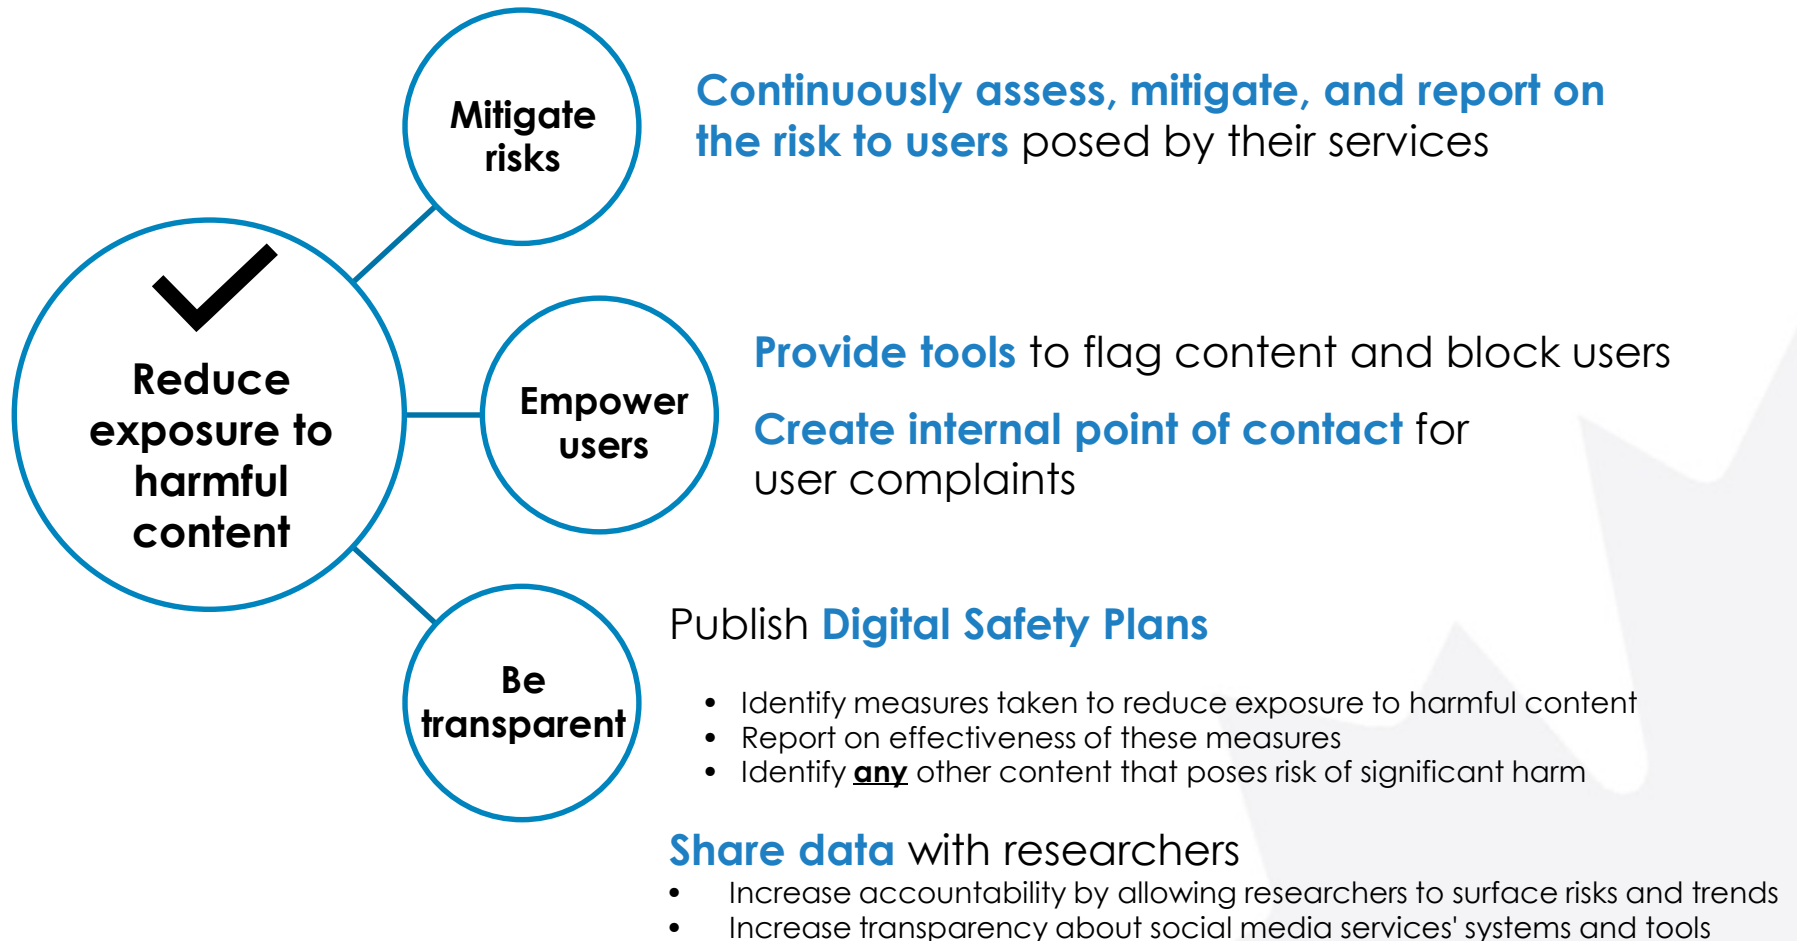 Mitigate
risks
Continuously assess, mitigate, and report on
the risk to users posed by their services
Reduce
exposure to
harmful
content
Empower
users
Provide tools to flag content and block users
Create internal point of contact for
user complaints
Be
transparent
Publish Digital Safety Plans
• Identify measures taken to reduce exposure to harmful content
• Report on effectiveness of these measures
• Identify any other content that poses risk of significant harm
Share data with researchers
• Increase accountability by allowing researchers to surface risks and trends
• Increase transparency about social media services' systems and tools